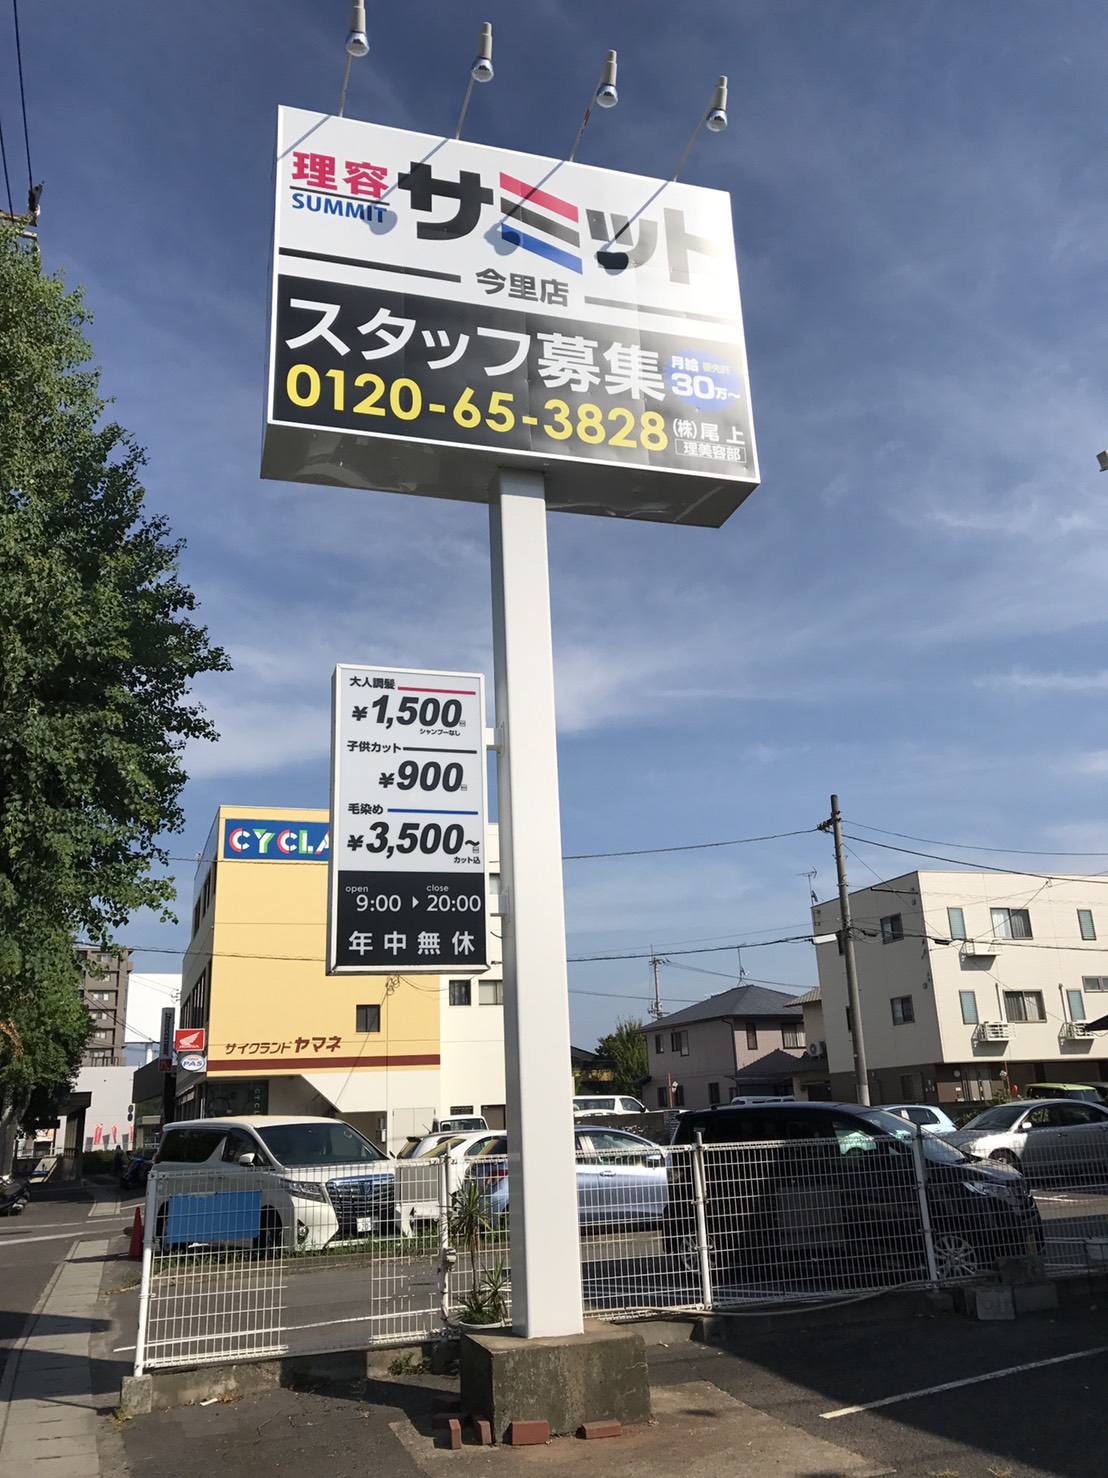 理容
SUMMIT
サミット
今里店
スタッフ募集
月給 要免許
30万～
0120-65-3828
(株)尾上
理美容部
大人調髪
¥1,500
シャンプーなし
子供カット
¥900
毛染め
¥3,500～
カット込
open close
9:00 ▶ 20:00
年中無休
CYCLA
サイクランド ヤマネ
HONDA
PAS